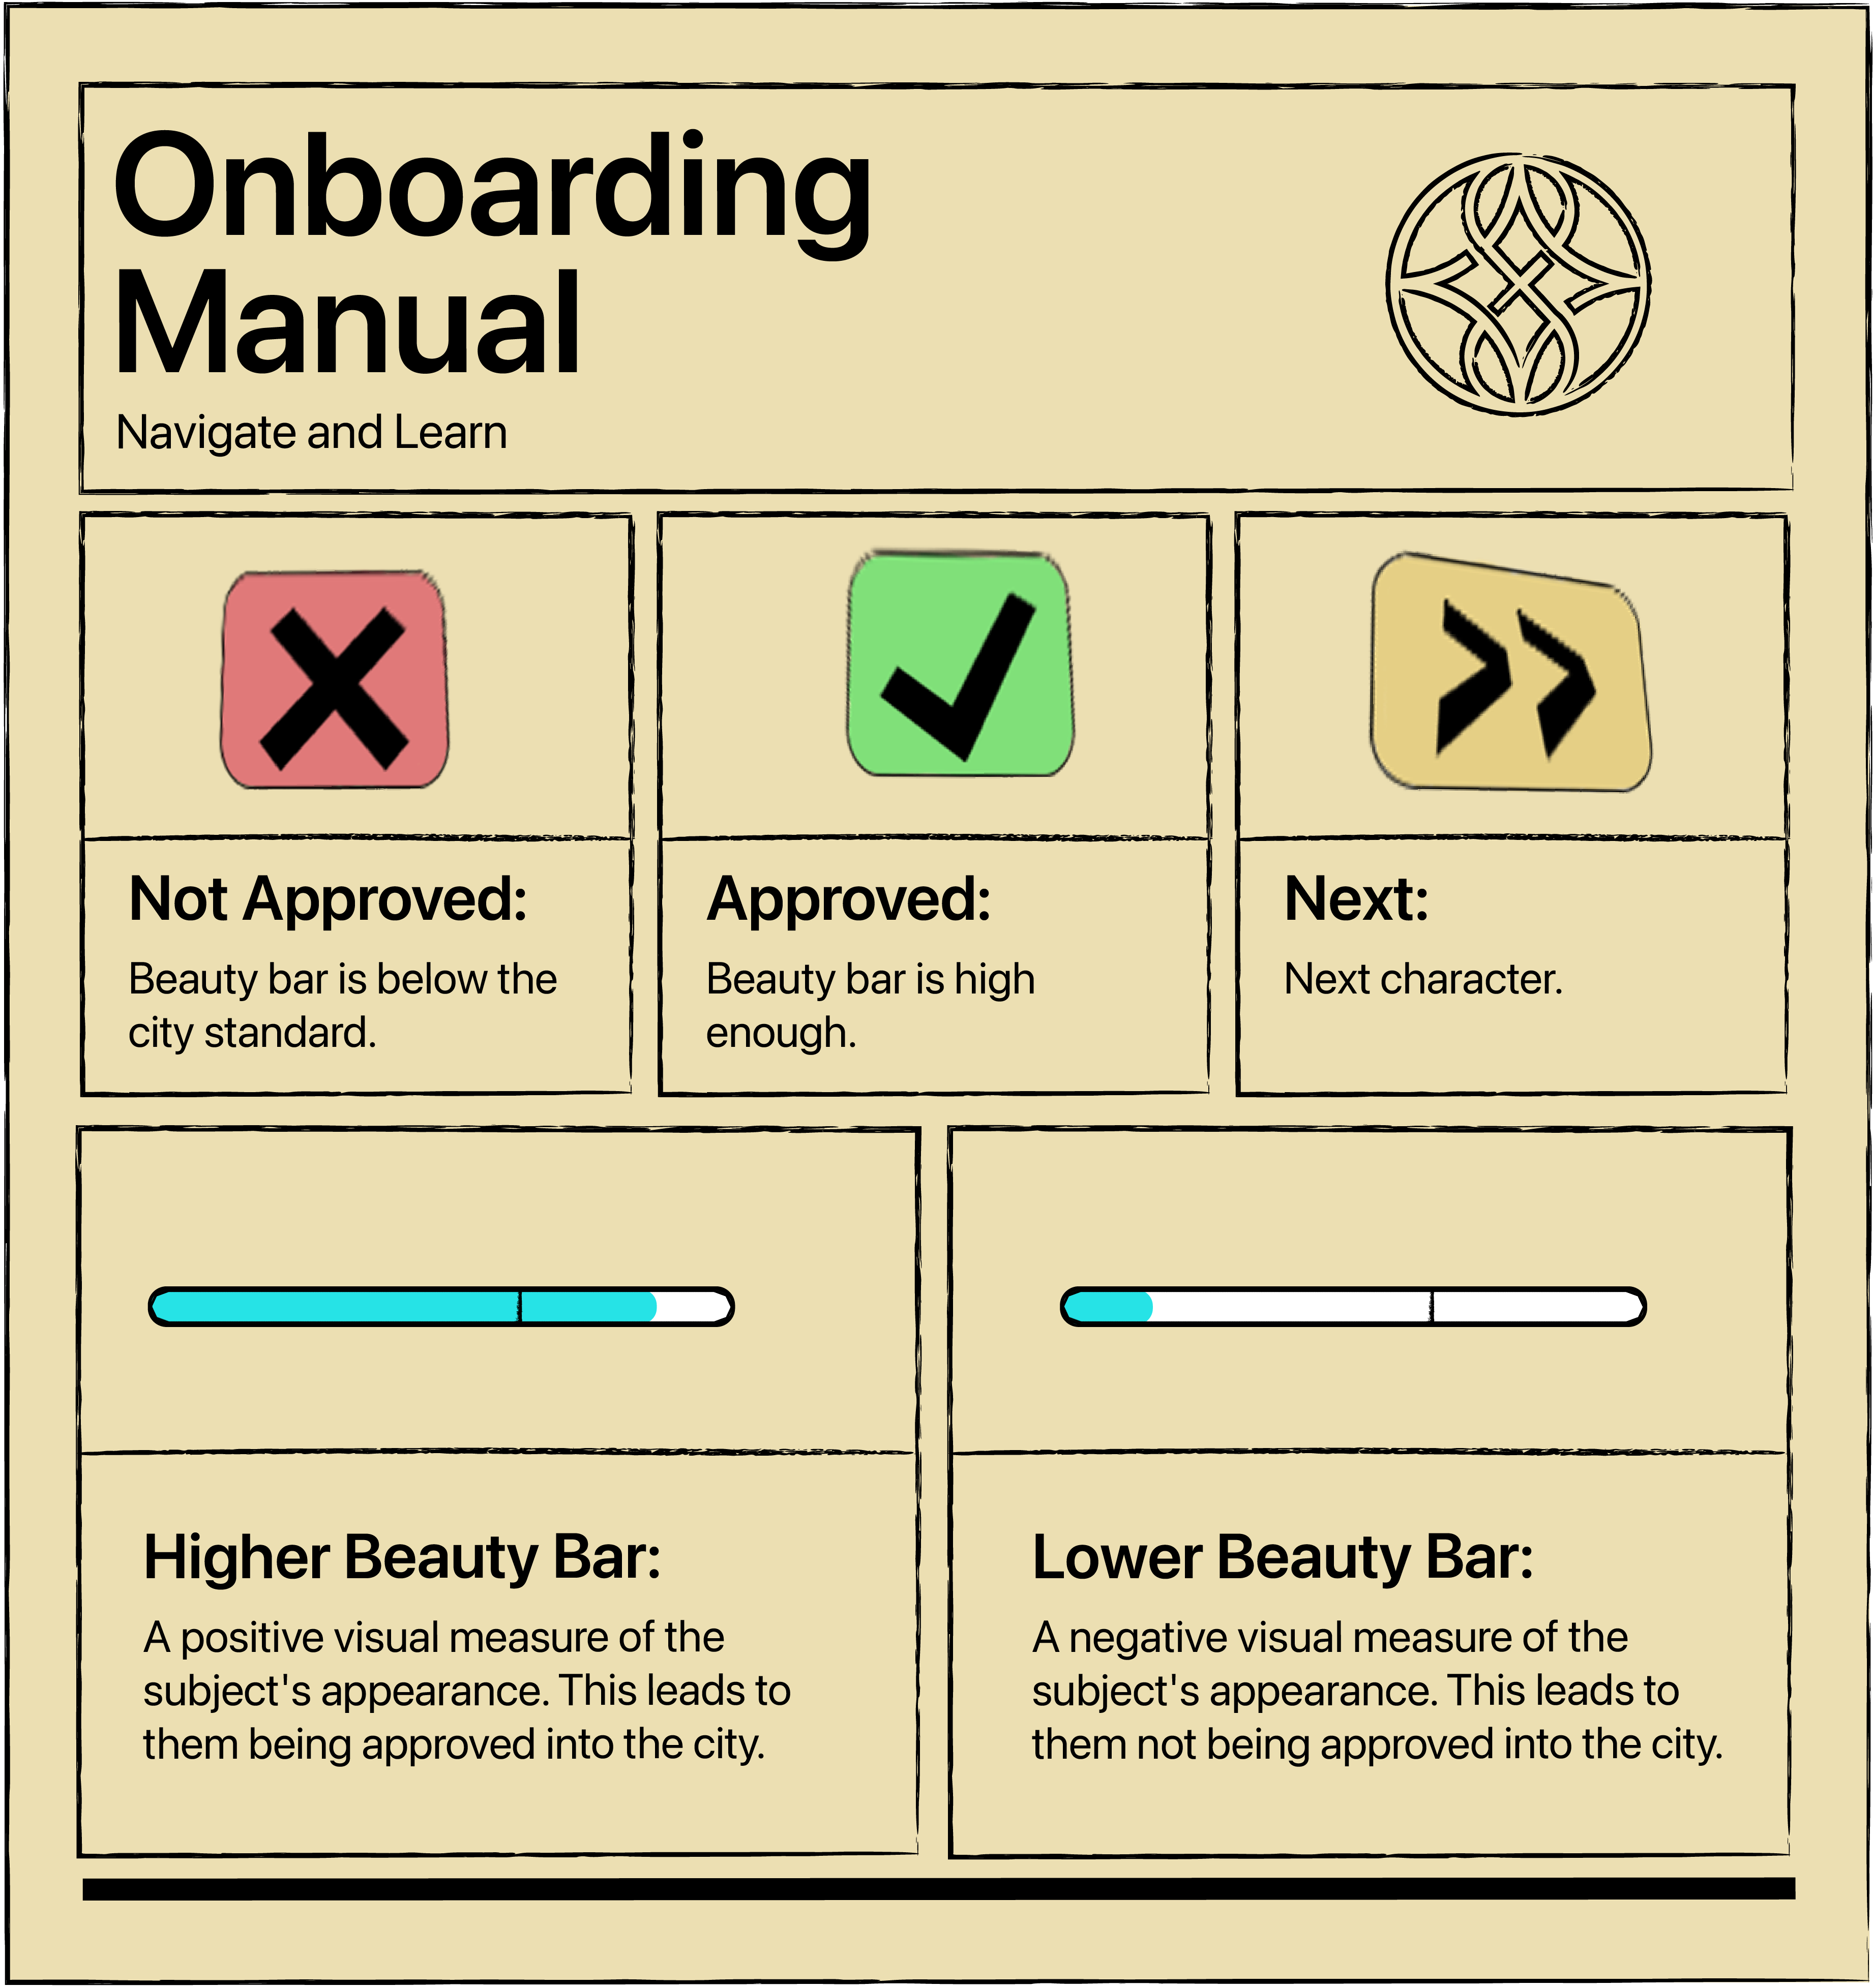 Onboarding
Manual
Navigate and Learn
Not Approved:
Beauty bar is below the
city standard.
Approved:
Beauty bar is high
enough.
Next:
Next character.
Higher Beauty Bar:
A positive visual measure of the
subject's appearance. This leads to
them being approved into the city.
Lower Beauty Bar:
A negative visual measure of the
subject's appearance. This leads to
them not being approved into the city.